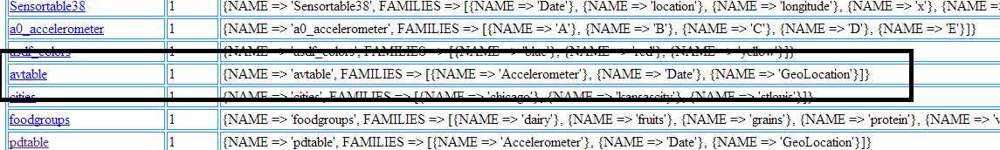 Sensortable38 1 {NAME => 'Sensortable38', FAMILIES => [{NAME => 'Date'}, {NAME => 'location'}, {NAME => 'longitude'}, {NAME => 'x'}, {NAME =>
a0_accelerometer 1 {NAME => 'a0_accelerometer', FAMILIES => [{NAME => 'A'}, {NAME => 'B'}, {NAME => 'C'}, {NAME => 'D'}, {NAME => 'E'}]}
asdf_colors 1 {NAME => 'asdf_colors', FAMILIES => [{NAME => 'blue'}, {NAME => 'red'}, {NAME => 'yellow'}]}
avtable 1 {NAME => 'avtable', FAMILIES => [{NAME => 'Accelerometer'}, {NAME => 'Date'}, {NAME => 'GeoLocation'}]}
cities 1 {NAME => 'cities', FAMILIES => [{NAME => 'chicago'}, {NAME => 'kansascity'}, {NAME => 'stlouis'}]}
foodgroups 1 {NAME => 'foodgroups', FAMILIES => [{NAME => 'dairy'}, {NAME => 'fruits'}, {NAME => 'grains'}, {NAME => 'protein'}, {NAME => 'v
pdtable 1 {NAME => 'pdtable', FAMILIES => [{NAME => 'Accelerometer'}, {NAME => 'Date'}, {NAME => 'GeoLocation'}]}